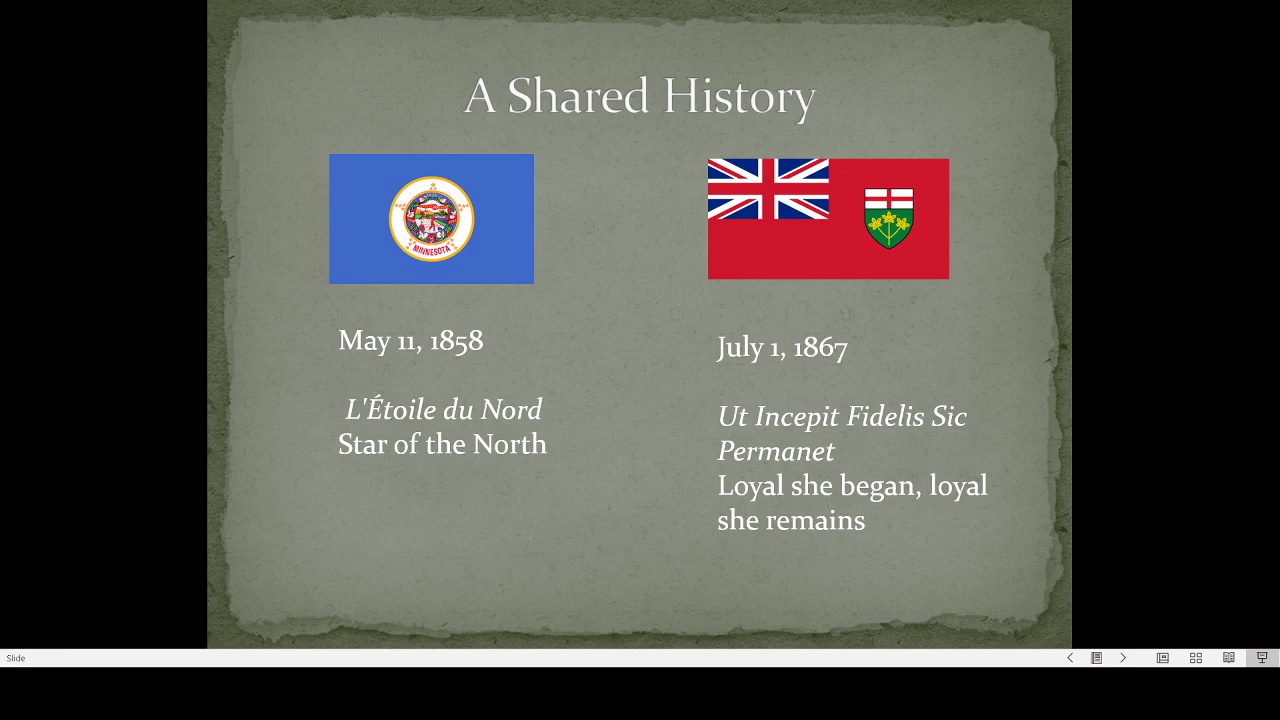 A Shared History
MINNESOTA
May 11, 1858
L'Étoile du Nord
Star of the North
July 1, 1867
Ut Incepit Fidelis Sic
Permanet
Loyal she began, loyal
she remains
Slide